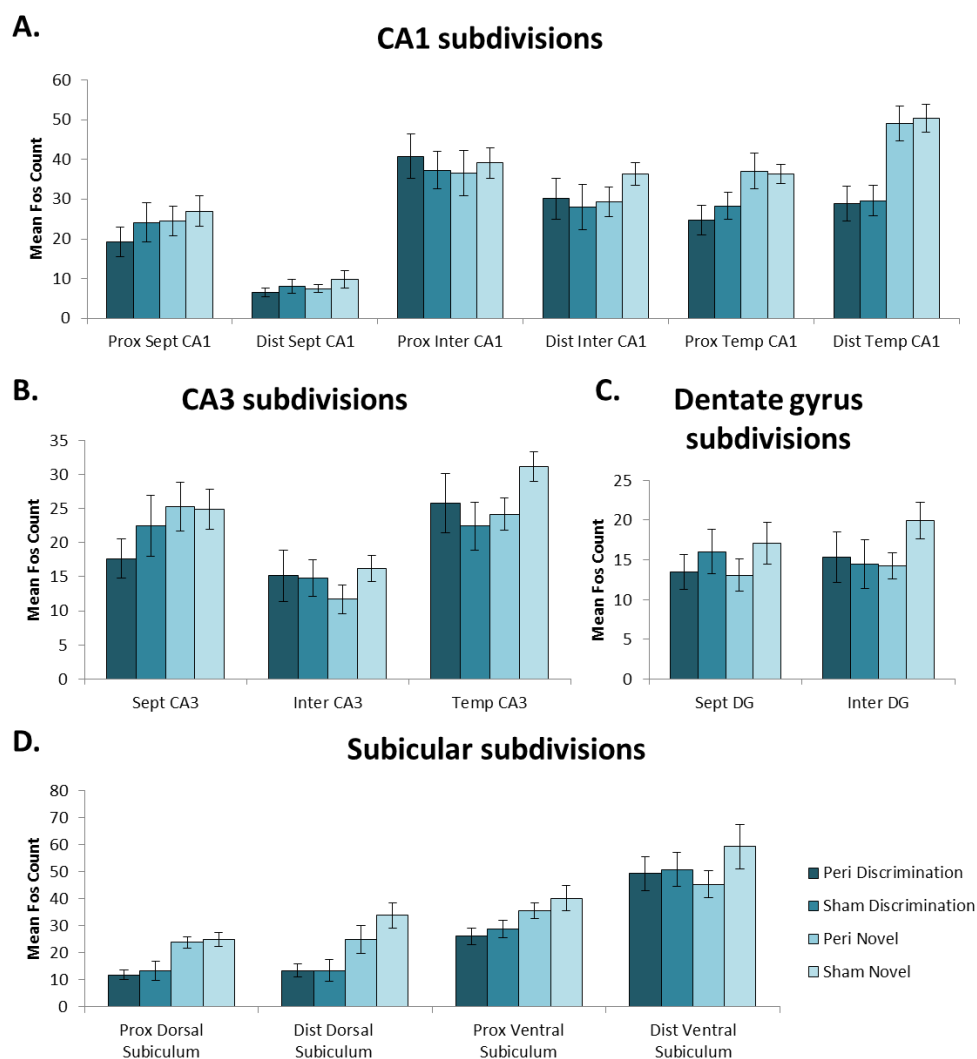 A.
CA1 subdivisions
60
50
40
30
20
10
0
Mean Fos Count
Prox Sept CA1
Dist Sept CA1
Prox Inter CA1
Dist Inter CA1
Prox Temp CA1
Dist Temp CA1
B.
CA3 subdivisions
35
30
25
20
15
10
5
0
Mean Fos Count
Sept CA3
Inter CA3
Temp CA3
C.
Dentate gyrus
subdivisions
25
20
15
10
5
0
Mean Fos Count
Sept DG
Inter DG
D.
Subicular subdivisions
80
70
60
50
40
30
20
10
0
Mean Fos Count
Prox Dorsal
Subiculum
Dist Dorsal
Subiculum
Prox Ventral
Subiculum
Dist Ventral
Subiculum
Peri Discrimination
Sham Discrimination
Peri Novel
Sham Novel